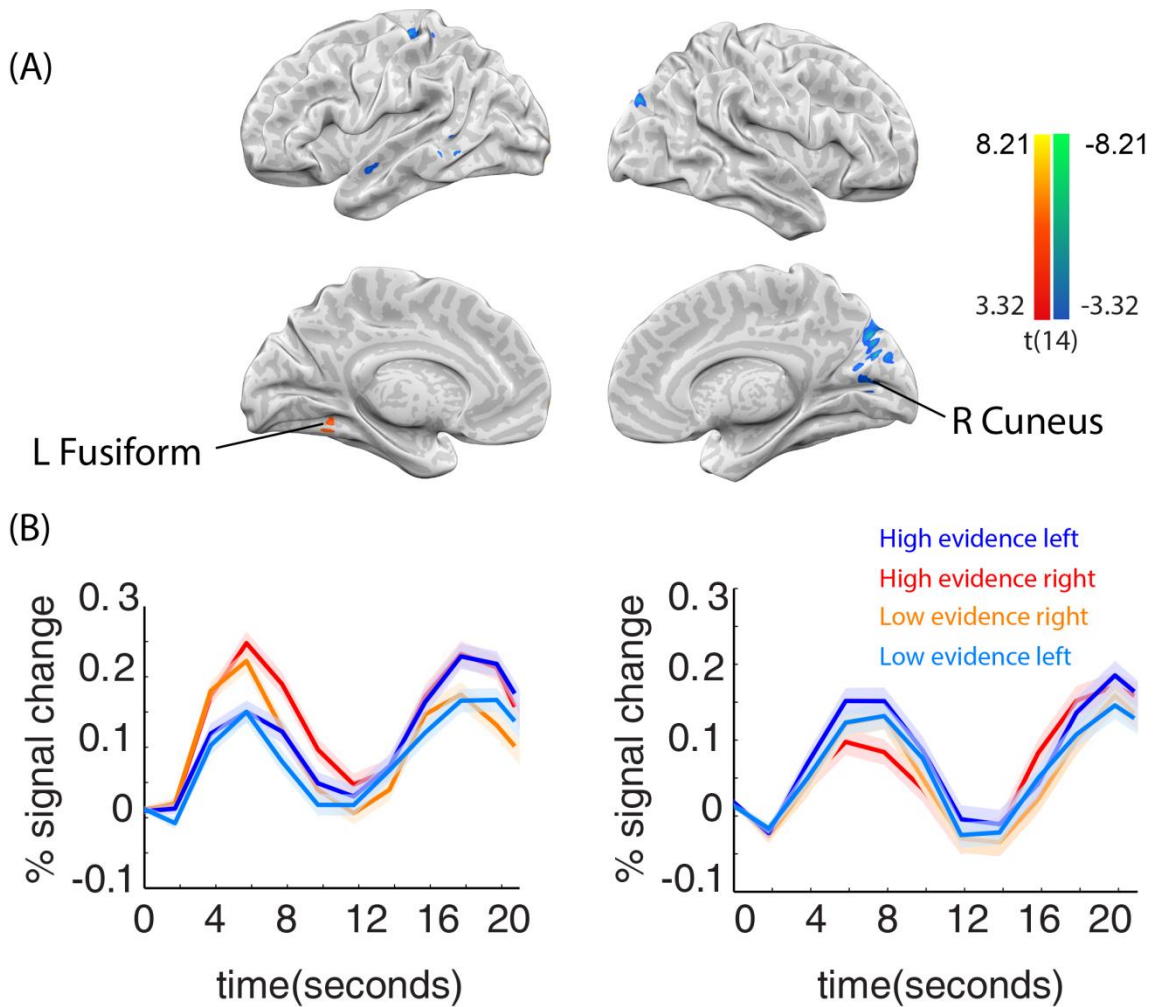 (A)
8.21 -8.21
3.32 -3.32
t(14)
L Fusiform
R Cuneus
(B)
High evidence left
High evidence right
Low evidence right
Low evidence left
% signal change
0.3
0.2
0.1
0
-0.1
0 4 8 12 16 20
time(seconds)
% signal change
0.3
0.2
0.1
0
-0.1
0 4 8 12 16 20
time(seconds)